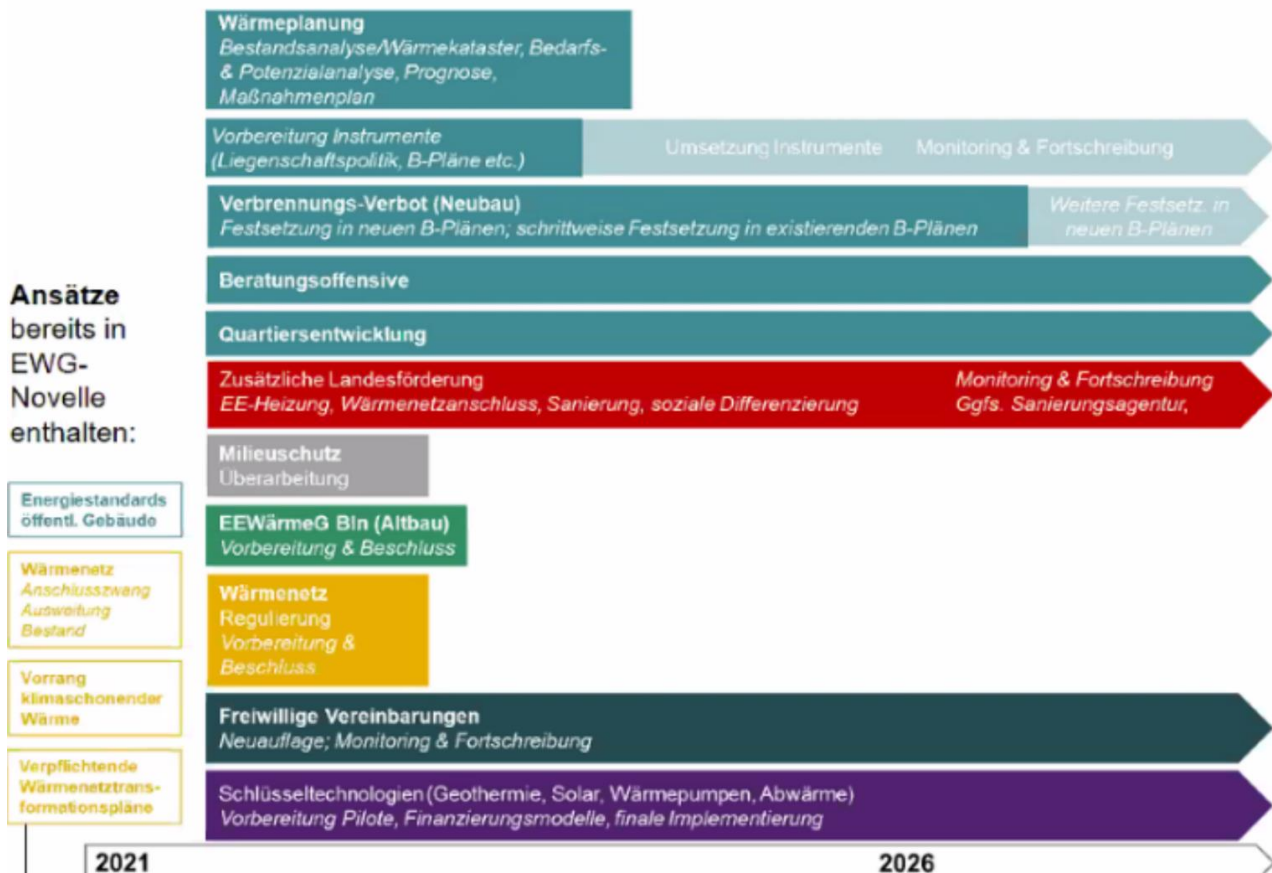 Wärmeplanung
Bestandsanalyse/Wärmekataster, Bedarfs-
& Potenzialanalyse, Prognose,
Maßnahmenplan
Vorbereitung Instrumente
(Liegenschaftspolitik, B-Pläne etc.)
Umsetzung Instrumente
Monitoring & Fortschreibung
Verbrennungs-Verbot (Neubau)
Festsetzung in neuen B-Plänen; schrittweise Festsetzung in existierenden B-Plänen
Weitere Festsetz. in
neuen B-Plänen
Beratungsoffensive
Quartiersentwicklung
Zusätzliche Landesförderung
EE-Heizung, Wärmenetzanschluss, Sanierung, soziale Differenzierung
Monitoring & Fortschreibung
Ggfs. Sanierungsagentur,
Milieuschutz
Überarbeitung
EEWärmeG Bln (Altbau)
Vorbereitung & Beschluss
Wärmenetz
Regulierung
Vorbereitung &
Beschluss
Freiwillige Vereinbarungen
Neuauflage; Monitoring & Fortschreibung
Schlüsseltechnologien (Geothermie, Solar, Wärmepumpen, Abwärme)
Vorbereitung Pilote, Finanzierungsmodelle, finale Implementierung
Ansätze
bereits in
EWG-
Novelle
enthalten:
Energiestandards
öffentl. Gebäude
Wärmenetz
Anschlusszwang
Ausweitung
Bestand
Vorrang
klimaschonender
Wärme
Verpflichtende
Wärmenetztrans-
formationspläne
2021
2026